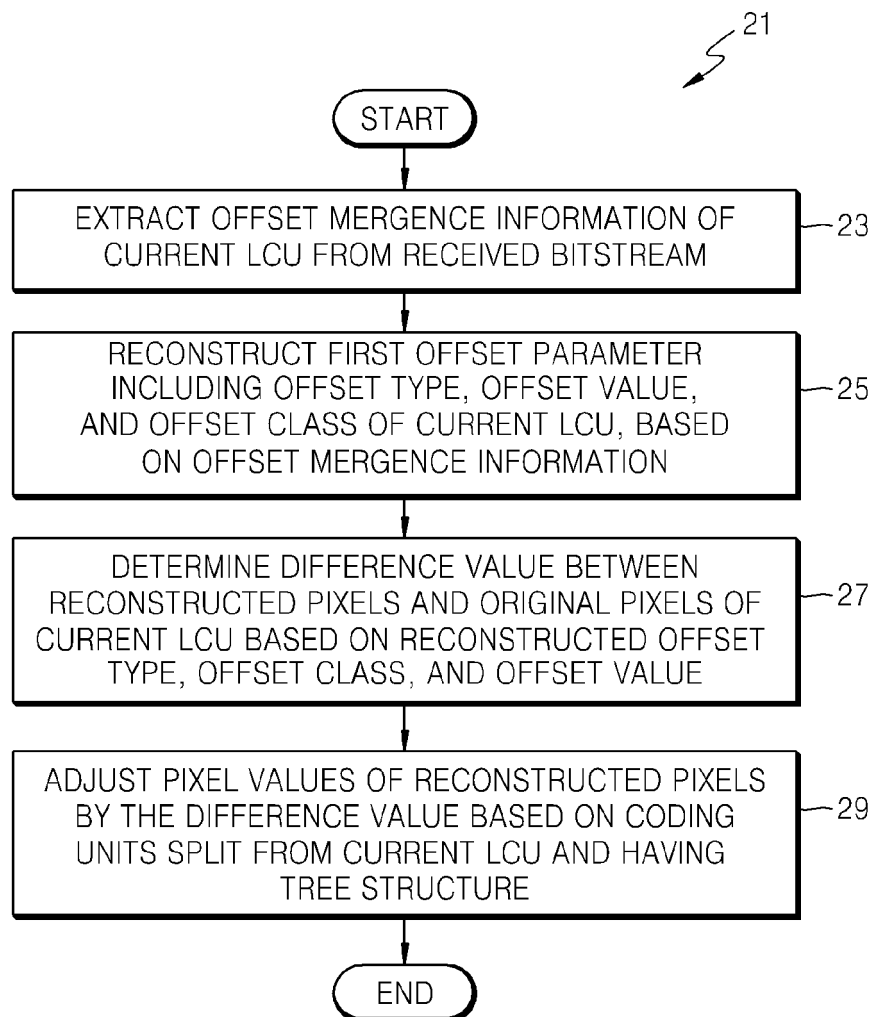 21
START
EXTRACT OFFSET MERGENCE INFORMATION OF
CURRENT LCU FROM RECEIVED BITSTREAM
23
RECONSTRUCT FIRST OFFSET PARAMETER
INCLUDING OFFSET TYPE, OFFSET VALUE,
AND OFFSET CLASS OF CURRENT LCU, BASED
ON OFFSET MERGENCE INFORMATION
25
DETERMINE DIFFERENCE VALUE BETWEEN
RECONSTRUCTED PIXELS AND ORIGINAL PIXELS OF
CURRENT LCU BASED ON RECONSTRUCTED OFFSET
TYPE, OFFSET CLASS, AND OFFSET VALUE
27
ADJUST PIXEL VALUES OF RECONSTRUCTED PIXELS
BY THE DIFFERENCE VALUE BASED ON CODING
UNITS SPLIT FROM CURRENT LCU AND HAVING
TREE STRUCTURE
29
END